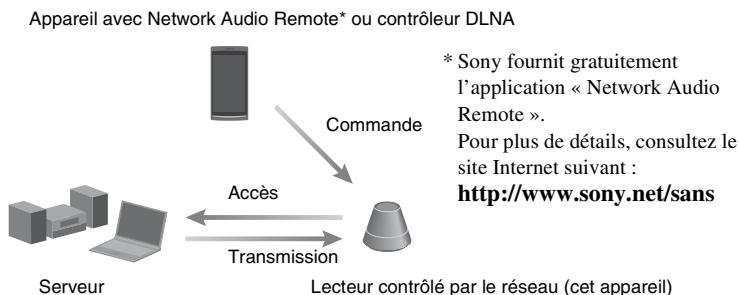 Appareil avec Network Audio Remote* ou contrôleur DLNA
* Sony fournit gratuitement
l'application « Network Audio
Remote ».
Pour plus de détails, consultez le
site Internet suivant :
http://www.sony.net/sans
Commande
Accès
Transmission
Serveur
Lecteur contrôlé par le réseau (cet appareil)